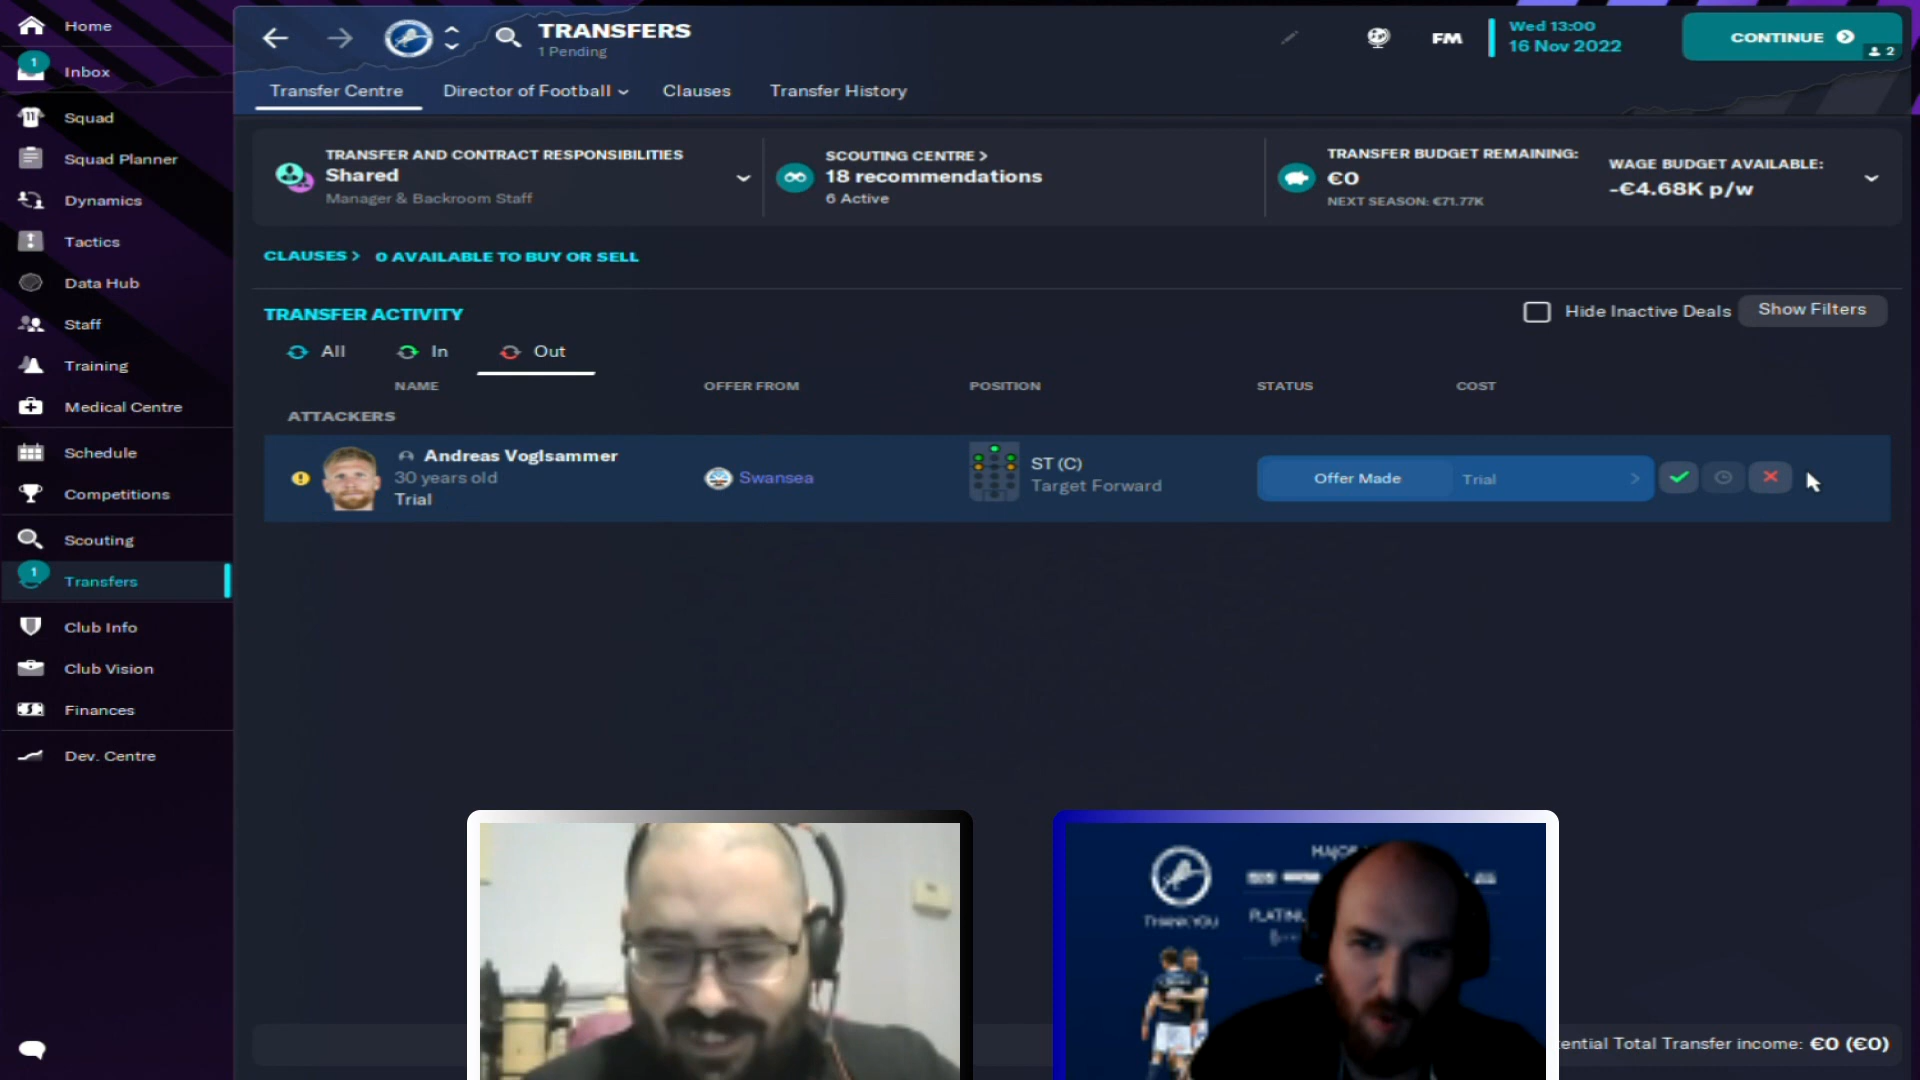 Home
TRANSFERS
1 Pending
FM
Wed 13:00
16 Nov 2022
CONTINUE
2
1
Inbox
Transfer Centre
Director of Football
Clauses
Transfer History
Squad
Squad Planner
Dynamics
Tactics
Data Hub
Staff
Training
Medical Centre
Schedule
Competitions
Scouting
1
Transfers
Club Info
Club Vision
Finances
Dev. Centre
TRANSFER AND CONTRACT RESPONSIBILITIES
Shared
Manager & Backroom Staff
SCOUTING CENTRE >
18 recommendations
6 Active
TRANSFER BUDGET REMAINING:
€0
NEXT SEASON: €71.77K
WAGE BUDGET AVAILABLE:
-€4.68K p/w
CLAUSES > 0 AVAILABLE TO BUY OR SELL
TRANSFER ACTIVITY
Hide Inactive Deals
Show Filters
All
In
Out
NAME
OFFER FROM
POSITION
STATUS
COST
ATTACKERS
Andreas Voglsammer
30 years old
Trial
Swansea
ST (C)
Target Forward
Offer Made
Trial
THANK YOU
ential Total Transfer income: €0 (€0)